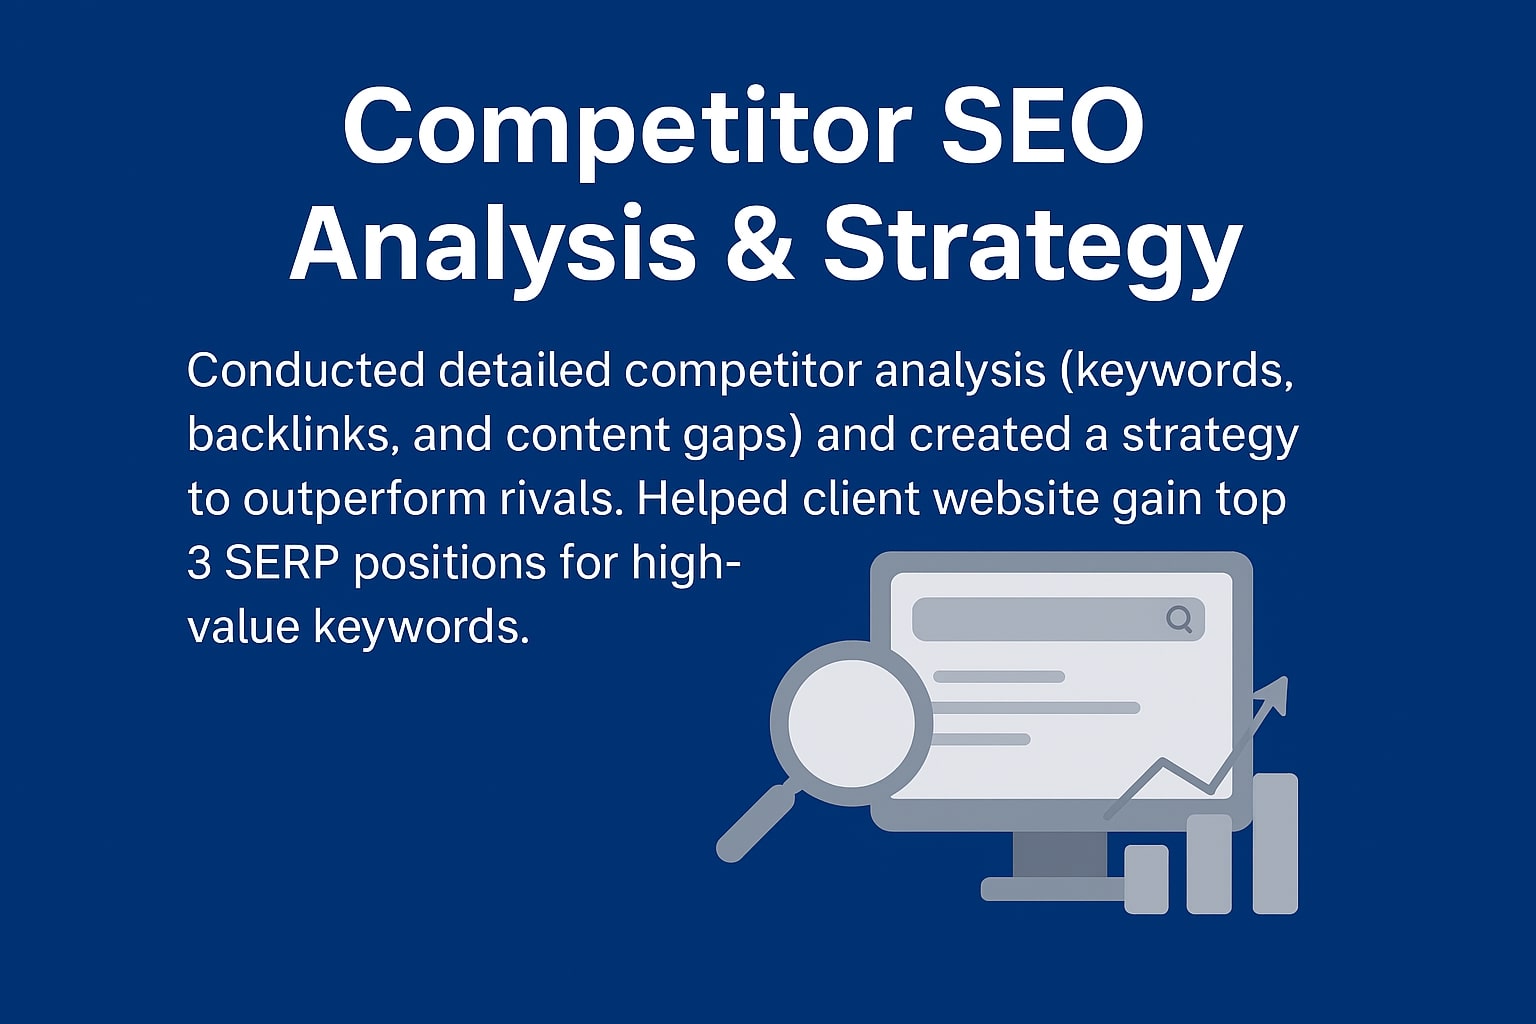 Competitor SEO
Analysis & Strategy
Conducted detailed competitor analysis (keywords,
backlinks, and content gaps) and created a strategy
to outperform rivals. Helped client website gain top
3 SERP positions for high-
value keywords.